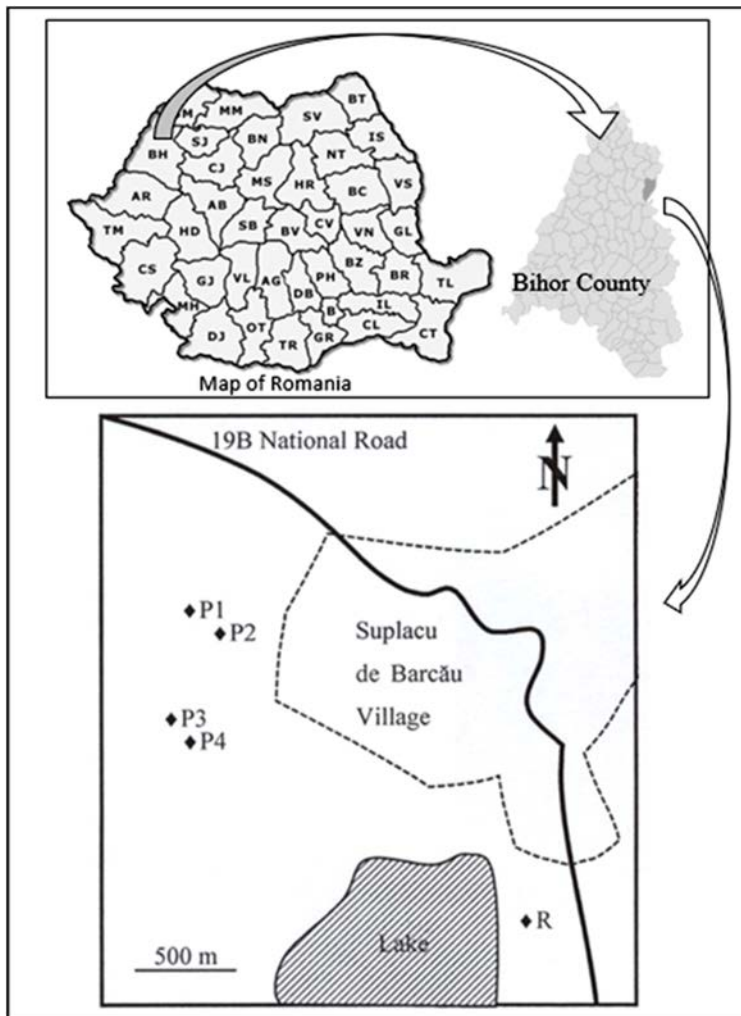 BT
SM
MM
SV
SJ
BN
IS
BH
NT
CJ
MS
HR
BC
VS
AR
AB
TM
HD
SB
BV
CV
VN
GL
CS
GJ
VL
AG
PH
BZ
BR
TL
DB
MH
B
IL
OT
CL
DJ
TR
GR
CT
Map of Romania
Bihor County
19B National Road
N
P1
P2
Suplacu
de Barcău
Village
P3
P4
Lake
R
500 m